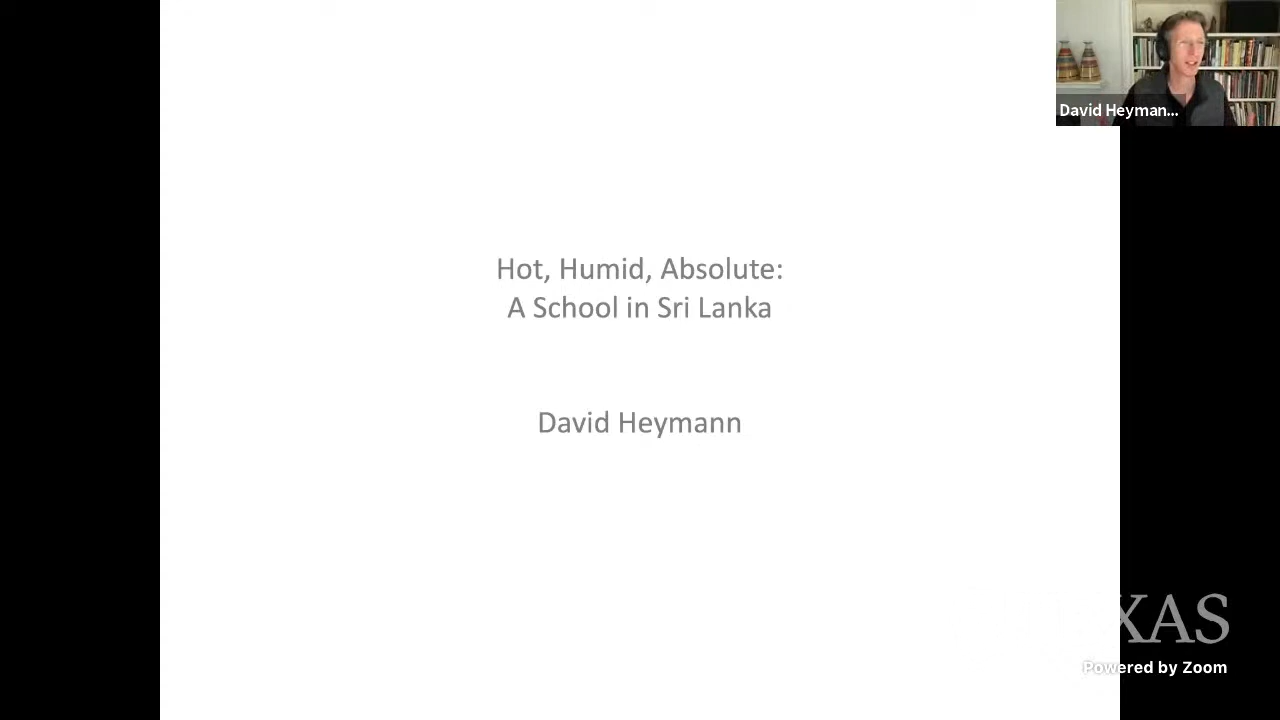 David Heyman...
Hot, Humid, Absolute:
A School in Sri Lanka
David Heymann
XAS
Powered by Zoom